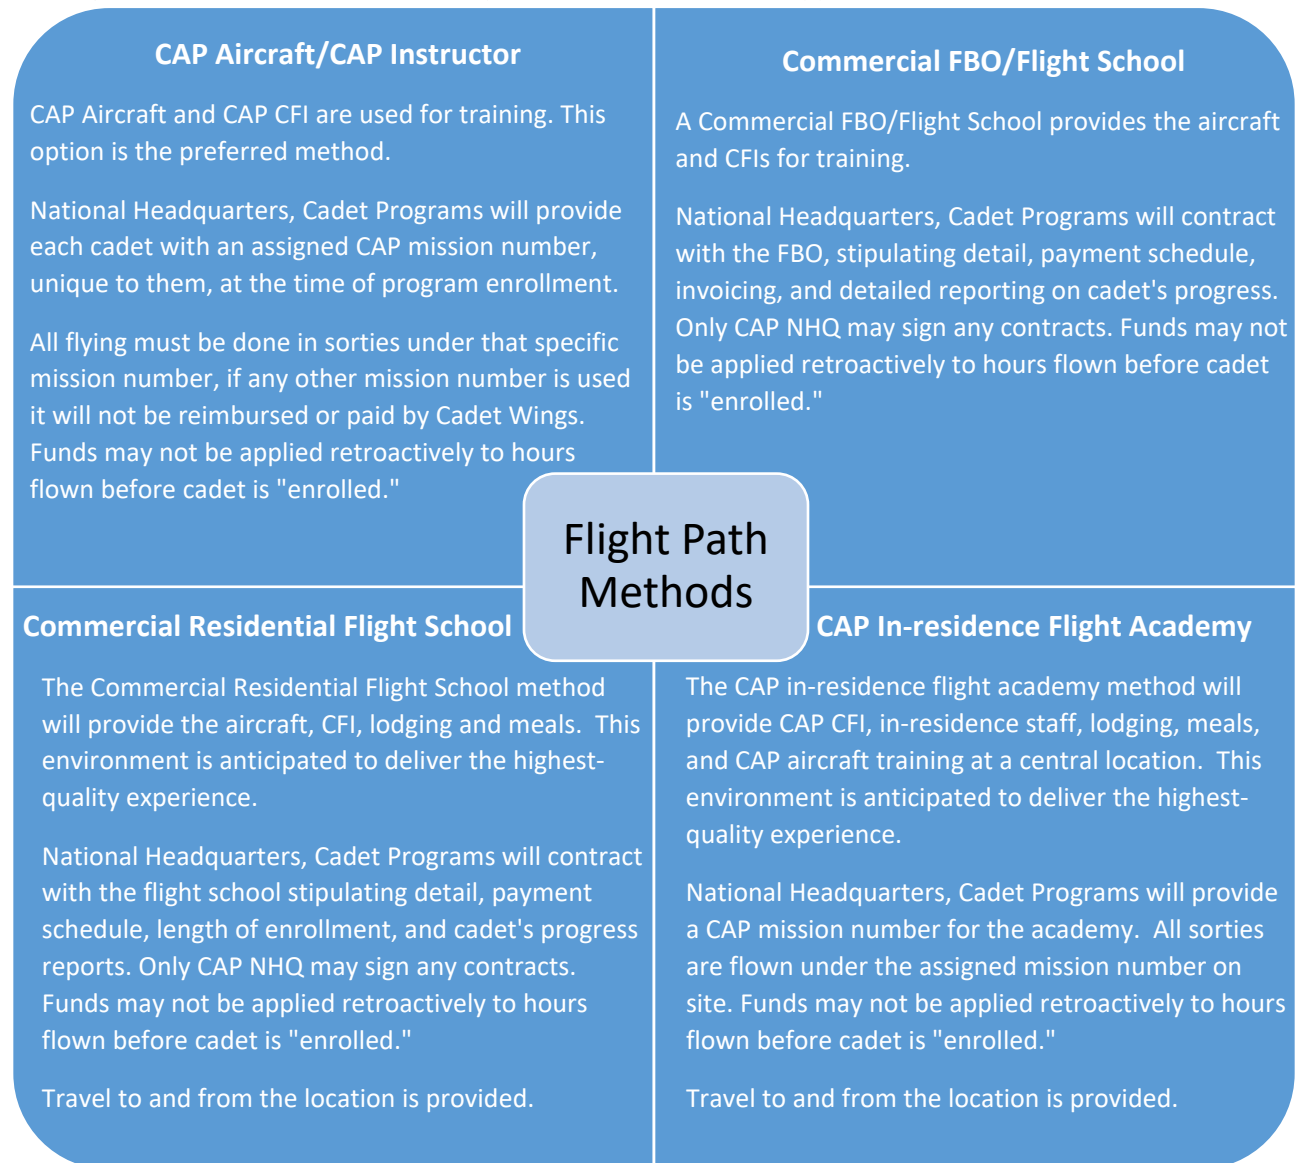 CAP Aircraft/CAP Instructor
CAP Aircraft and CAP CFI are used for training. This
option is the preferred method.
National Headquarters, Cadet Programs will provide
each cadet with an assigned CAP mission number,
unique to them, at the time of program enrollment.
All flying must be done in sorties under that specific
mission number, if any other mission number is used
it will not be reimbursed or paid by Cadet Wings.
Funds may not be applied retroactively to hours
flown before cadet is "enrolled."
Commercial FBO/Flight School
A Commercial FBO/Flight School provides the aircraft
and CFIs for training.
National Headquarters, Cadet Programs will contract
with the FBO, stipulating detail, payment schedule,
invoicing, and detailed reporting on cadet's progress.
Only CAP NHQ may sign any contracts. Funds may not
be applied retroactively to hours flown before cadet
is "enrolled."
Flight Path
Methods
Commercial Residential Flight School
The Commercial Residential Flight School method
will provide the aircraft, CFI, lodging and meals. This
environment is anticipated to deliver the highest-
quality experience.
National Headquarters, Cadet Programs will contract
with the flight school stipulating detail, payment
schedule, length of enrollment, and cadet's progress
reports. Only CAP NHQ may sign any contracts.
Funds may not be applied retroactively to hours
flown before cadet is "enrolled."
Travel to and from the location is provided.
CAP In-residence Flight Academy
The CAP in-residence flight academy method will
provide CAP CFI, in-residence staff, lodging, meals,
and CAP aircraft training at a central location. This
environment is anticipated to deliver the highest-
quality experience.
National Headquarters, Cadet Programs will provide
a CAP mission number for the academy. All sorties
are flown under the assigned mission number on
site. Funds may not be applied retroactively to hours
flown before cadet is "enrolled."
Travel to and from the location is provided.